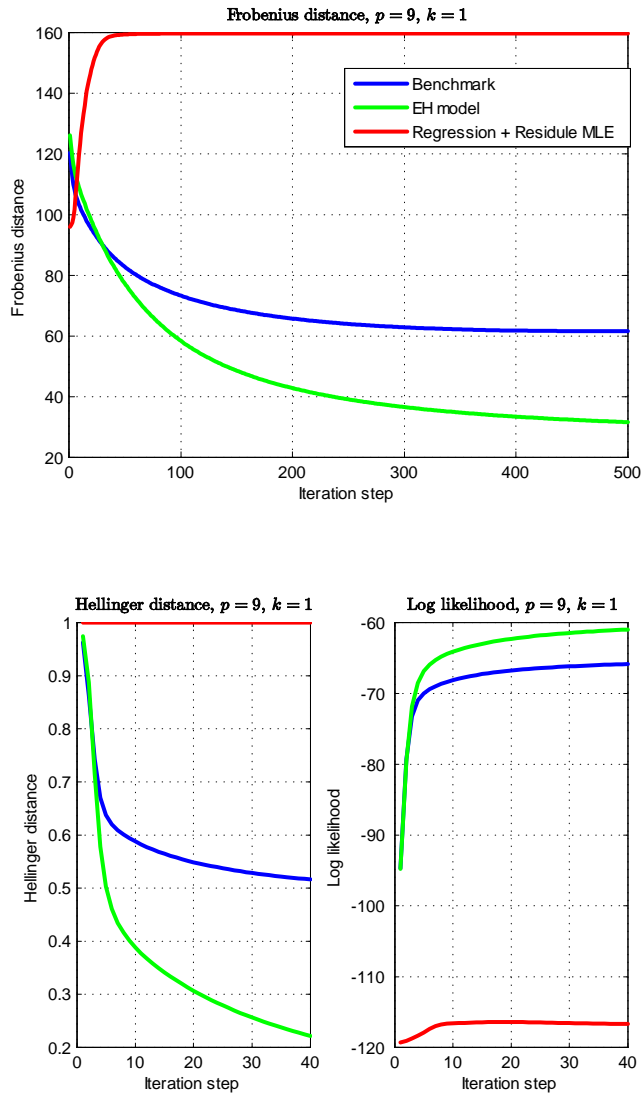 Frobenius distance, p = 9, k = 1
160
140
120
100
80
60
40
20
Frobenius distance
Benchmark
EH model
Regression + Residule MLE
0 100 200 300 400 500
Iteration step
Hellinger distance, p = 9, k = 1
1
0.9
0.8
0.7
0.6
0.5
0.4
0.3
0.2
Hellinger distance
0 10 20 30 40
Iteration step
Log likelihood, p = 9, k = 1
-60
-70
-80
-90
-100
-110
-120
Log likelihood
0 10 20 30 40
Iteration step